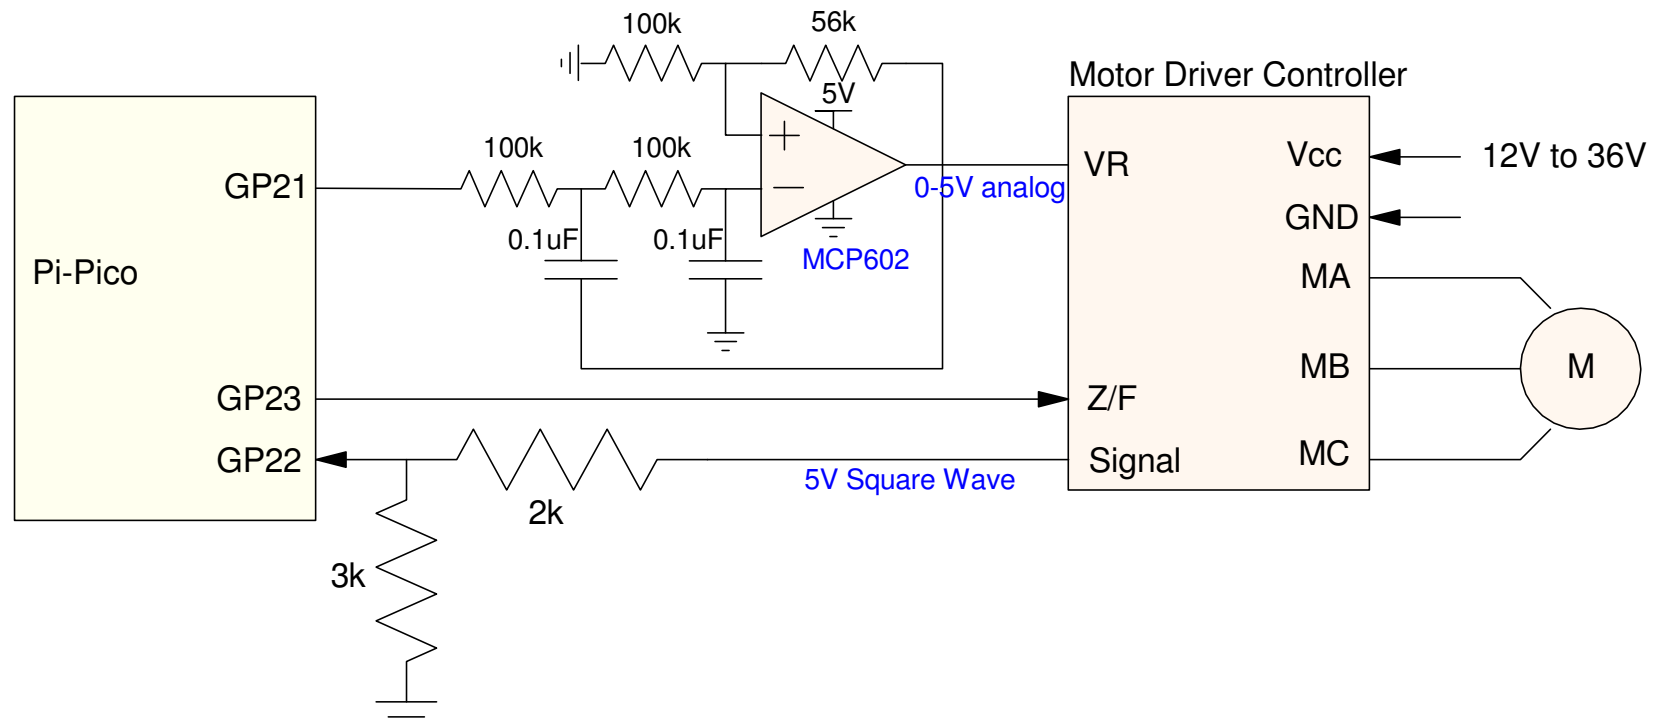 100k
56k
Motor Driver Controller
5V
100k
100k
+
VR
Vcc
12V to 36V
GP21
−
0-5V analog
GND
0.1uF
0.1uF
MCP602
Pi-Pico
MA
MB
M
GP23
Z/F
GP22
Signal
MC
5V Square Wave
2k
3k